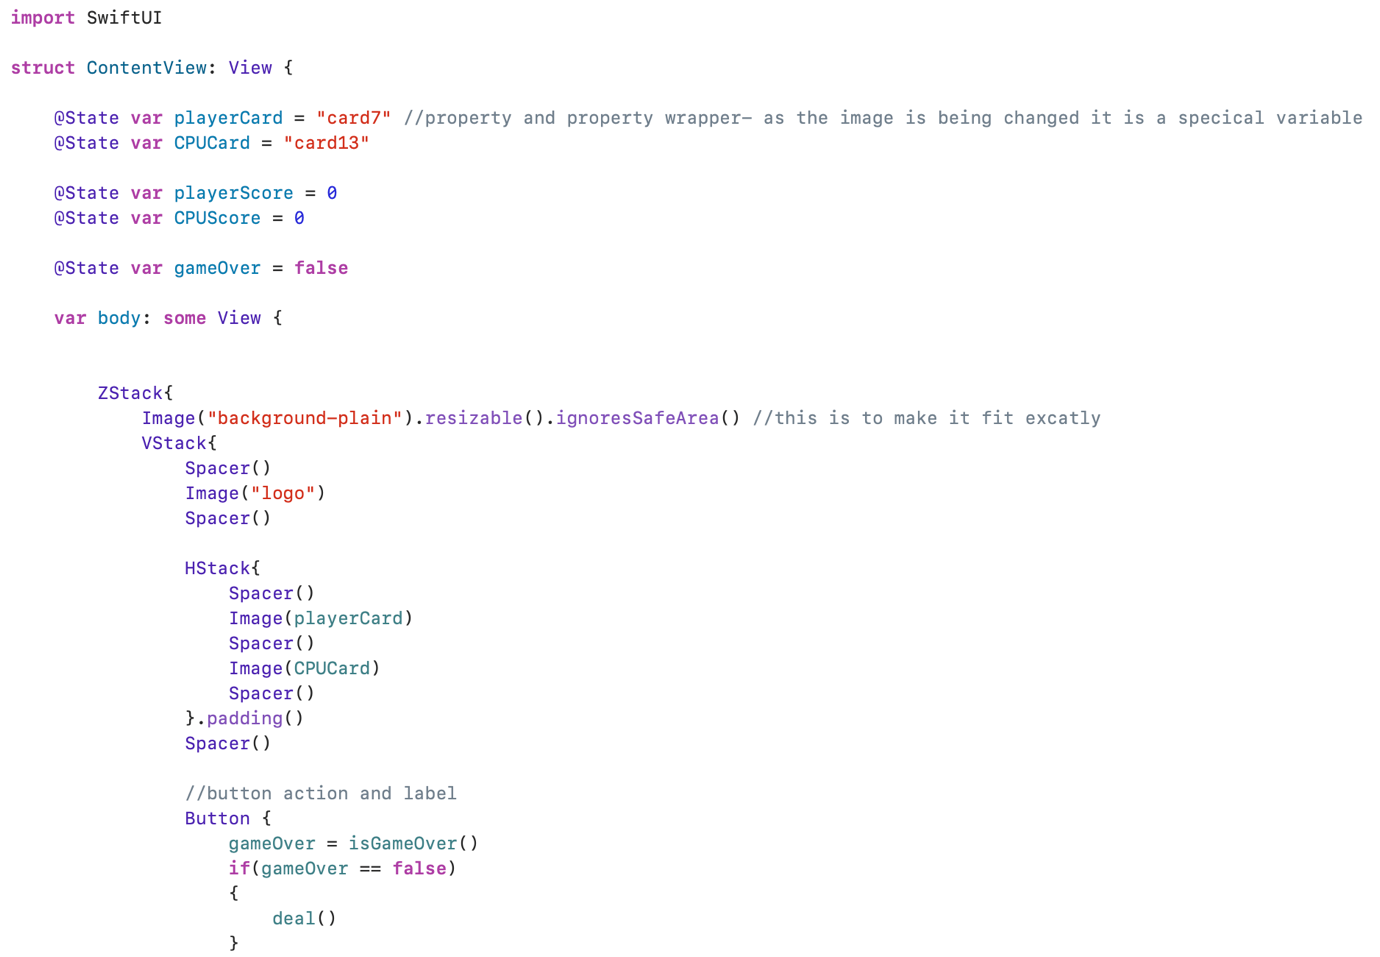 import SwiftUI
struct ContentView: View {
@State var playerCard = "card7" //property and property wrapper- as the image is being changed it is a specical variable
@State var CPUCard = "card13"
@State var playerScore = 0
@State var CPUScore = 0
@State var gameOver = false
var body: some View {
ZStack{
Image("background-plain").resizable().ignoresSafeArea() //this is to make it fit excatly
VStack{
Spacer()
Image("logo")
Spacer()
HStack{
Spacer()
Image(playerCard)
Spacer()
Image(CPUCard)
Spacer()
}.padding()
Spacer()
//button action and label
Button {
gameOver = isGameOver()
if(gameOver == false)
{
deal()
}